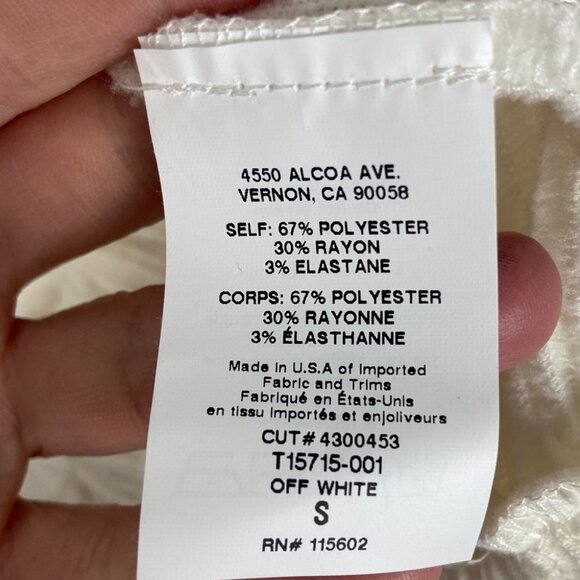 4550 ALCOA AVE.
VERNON, CA 90058
SELF: 67% POLYESTER
30% RAYON
3% ELASTANE
CORPS: 67% POLYESTER
30% RAYONNE
3% ÉLASTHANNE
Made in U.S.A of Imported
Fabric and Trims
Fabriqué en États-Unis
en tissu importés et enjoliveurs
CUT# 4300453
T15715-001
OFF WHITE
S
RN# 115602